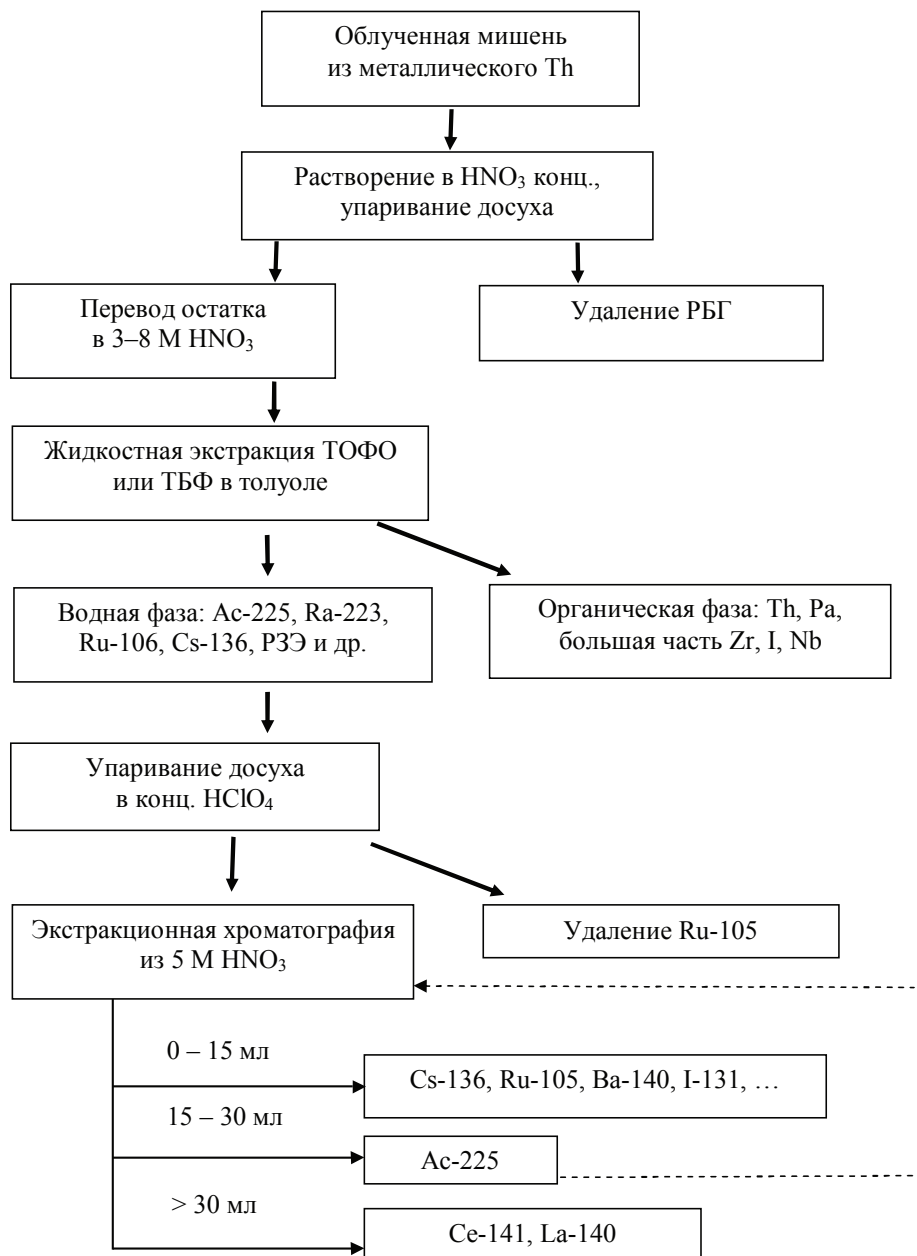 Облученная мишень
из металлического Th
Растворение в HNO₃ конц.,
упаривание досуха
Перевод остатка
в 3–8 М HNO₃
Удаление РБГ
Жидкостная экстракция ТОФО
или ТБФ в толуоле
Водная фаза: Ac-225, Ra-223,
Ru-106, Cs-136, РЗЭ и др.
Органическая фаза: Th, Pa,
большая часть Zr, I, Nb
Упаривание досуха
в конц. HClO₄
Экстракционная хроматография
из 5 М HNO₃
Удаление Ru-105
0 – 15 мл
Cs-136, Ru-105, Ba-140, I-131, …
15 – 30 мл
Ac-225
> 30 мл
Ce-141, La-140